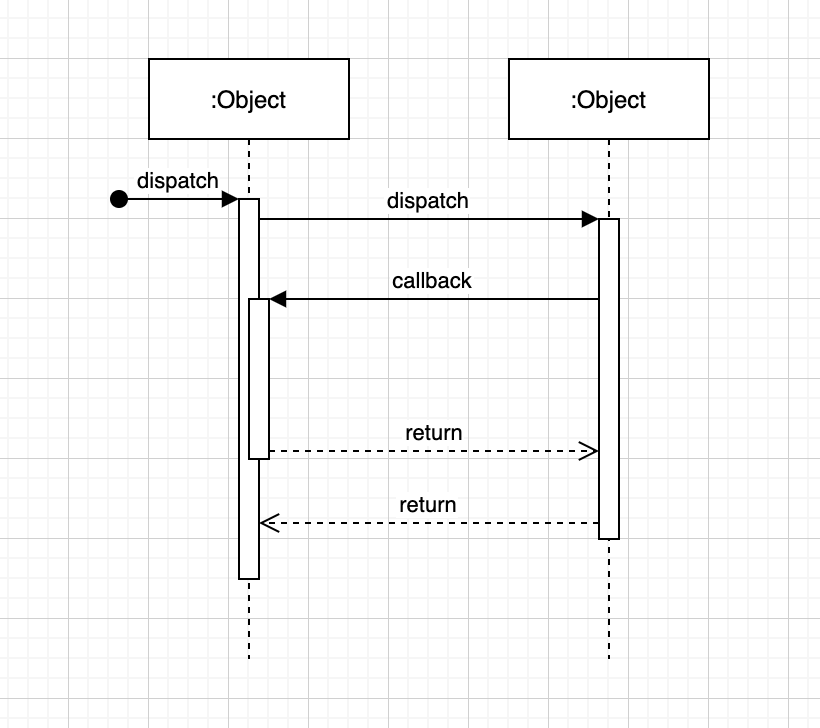 :Object
:Object
dispatch
dispatch
callback
return
return